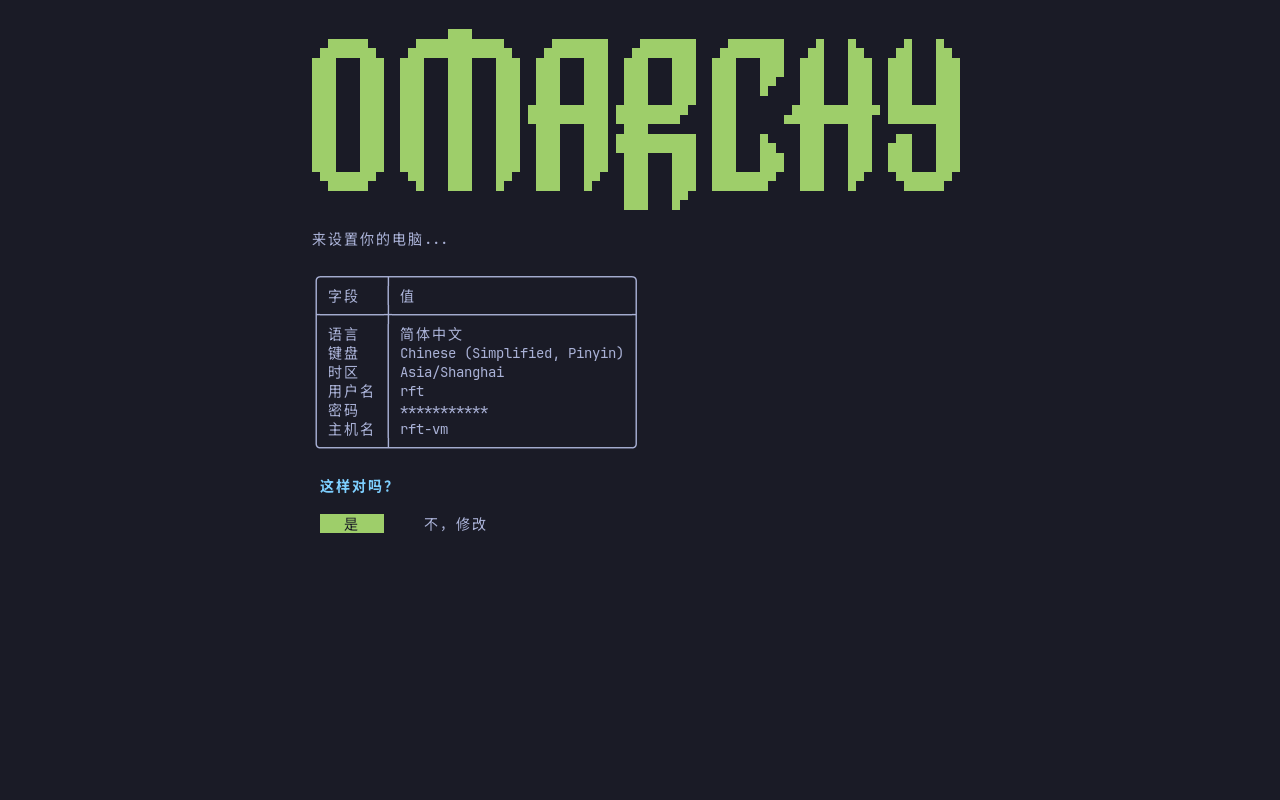 OMARCHY
来设置你的电脑...
字段 值
语言 简体中文
键盘 Chinese (Simplified, Pinyin)
时区 Asia/Shanghai
用户名 rft
密码 ***********
主机名 rft-vm
这样对吗？
是 不，修改